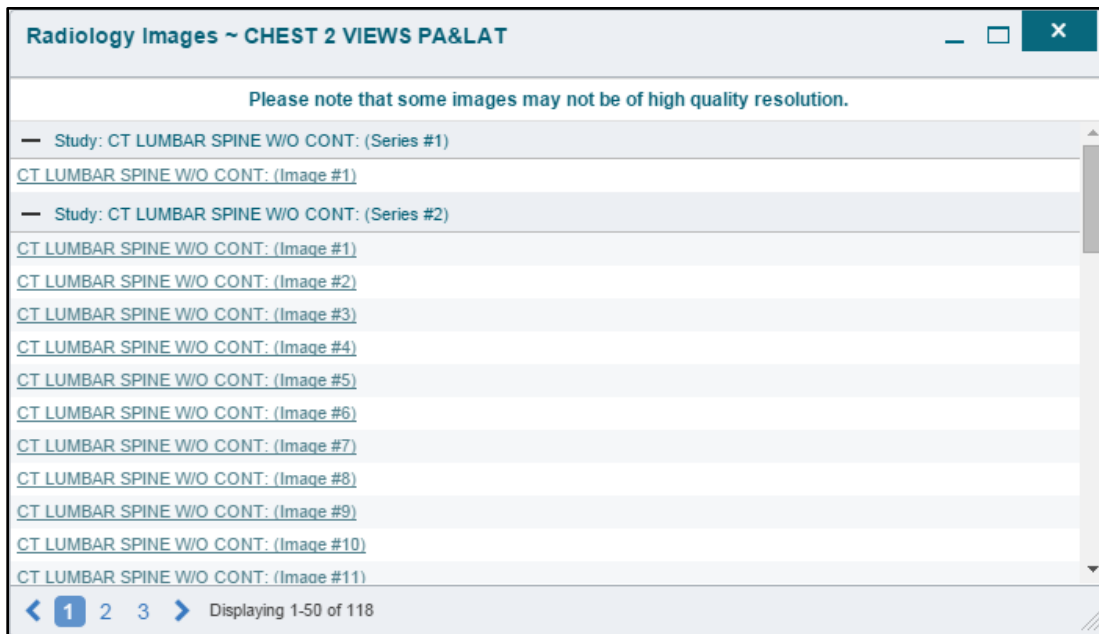 Radiology Images ~ CHEST 2 VIEWS PA&LAT
Please note that some images may not be of high quality resolution.
Study: CT LUMBAR SPINE W/O CONT: (Series #1)
CT LUMBAR SPINE W/O CONT: (Image #1)
Study: CT LUMBAR SPINE W/O CONT: (Series #2)
CT LUMBAR SPINE W/O CONT: (Image #1)
CT LUMBAR SPINE W/O CONT: (Image #2)
CT LUMBAR SPINE W/O CONT: (Image #3)
CT LUMBAR SPINE W/O CONT: (Image #4)
CT LUMBAR SPINE W/O CONT: (Image #5)
CT LUMBAR SPINE W/O CONT: (Image #6)
CT LUMBAR SPINE W/O CONT: (Image #7)
CT LUMBAR SPINE W/O CONT: (Image #8)
CT LUMBAR SPINE W/O CONT: (Image #9)
CT LUMBAR SPINE W/O CONT: (Image #10)
CT LUMBAR SPINE W/O CONT: (Image #11)
1 2 3 Displaying 1-50 of 118